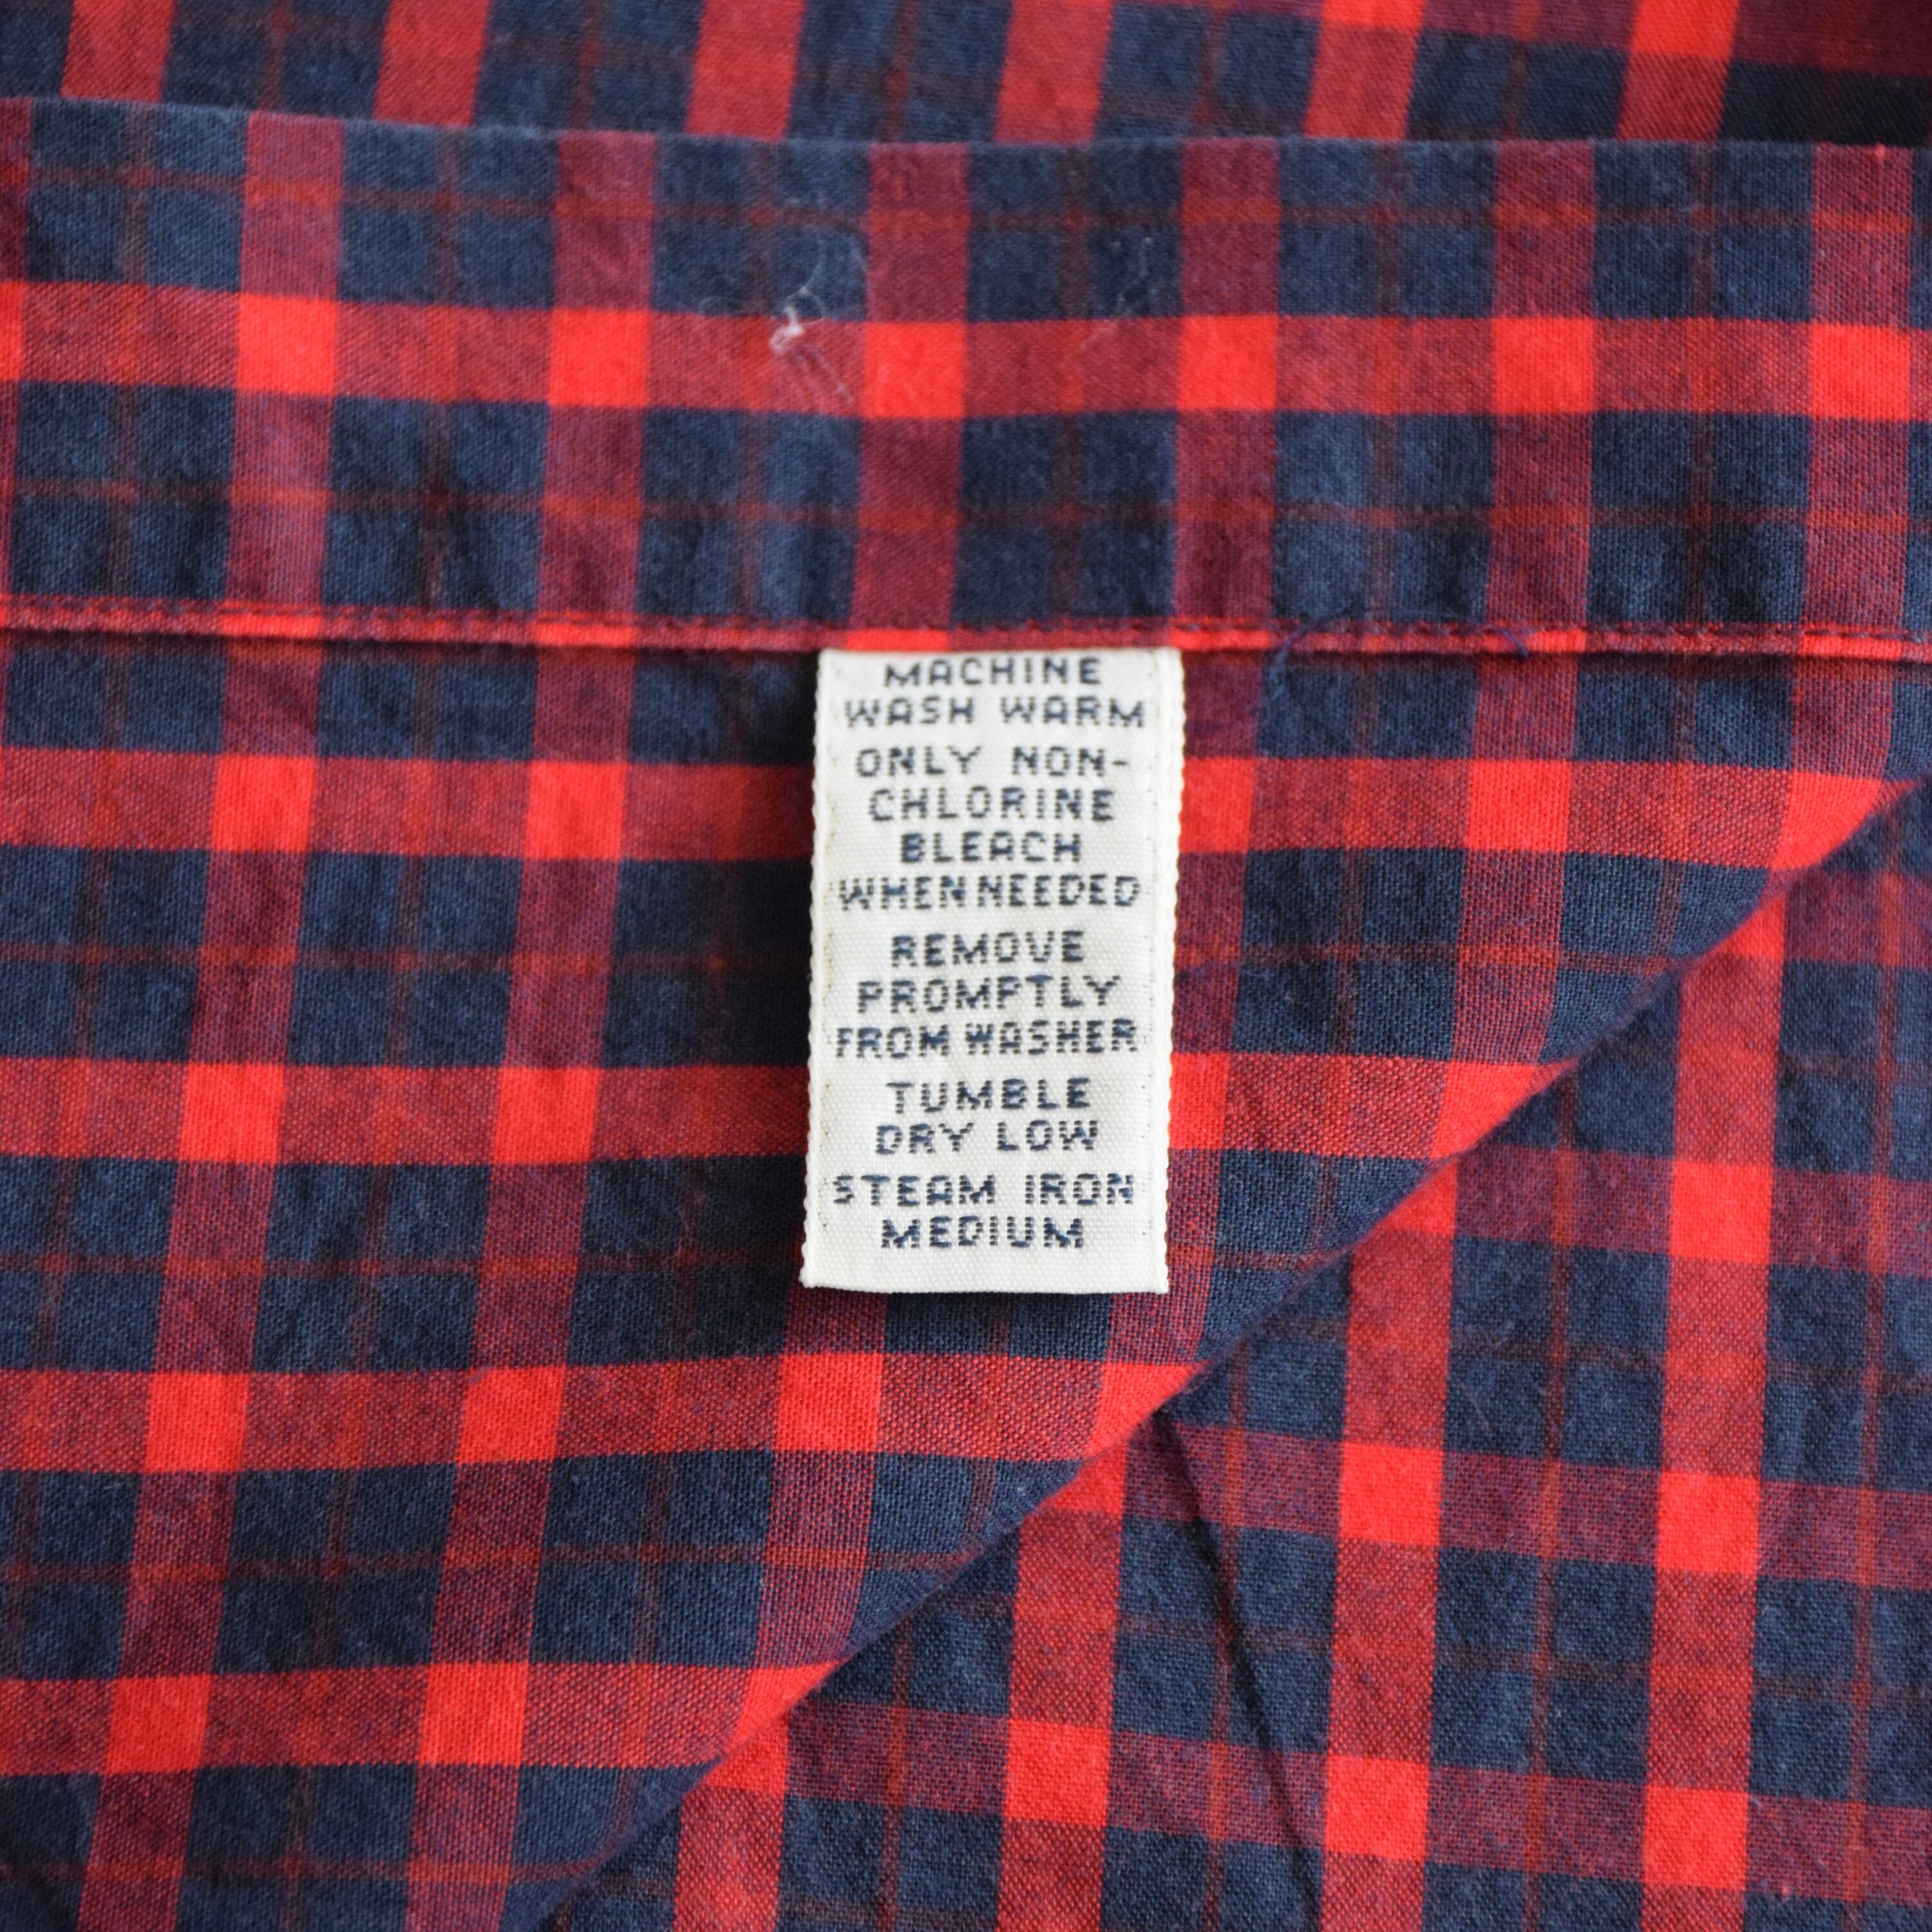 MACHINE
WASH WARM
ONLY NON-
CHLORINE
BLEACH
WHEN NEEDED
REMOVE
PROMPTLY
FROM WASHER
TUMBLE
DRY LOW
STEAM IRON
MEDIUM